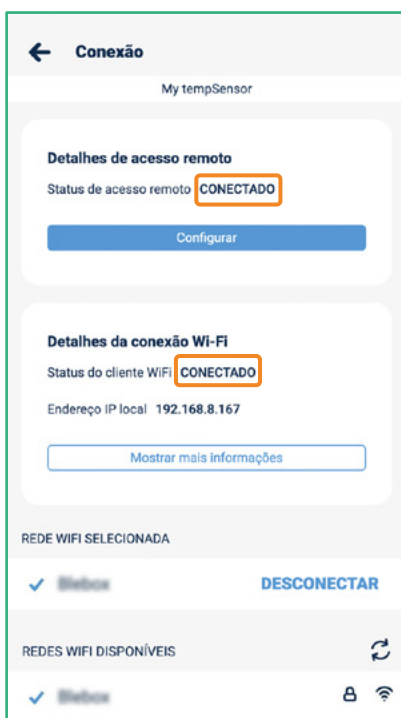 Conexão
My tempSensor
Detalhes de acesso remoto
Status de acesso remoto CONECTADO
Configurar
Detalhes da conexão Wi-Fi
Status do cliente WiFi CONECTADO
Endereço IP local 192.168.8.167
Mostrar mais informações
REDE WIFI SELECIONADA
DESCONECTAR
REDES WIFI DISPONÍVEIS